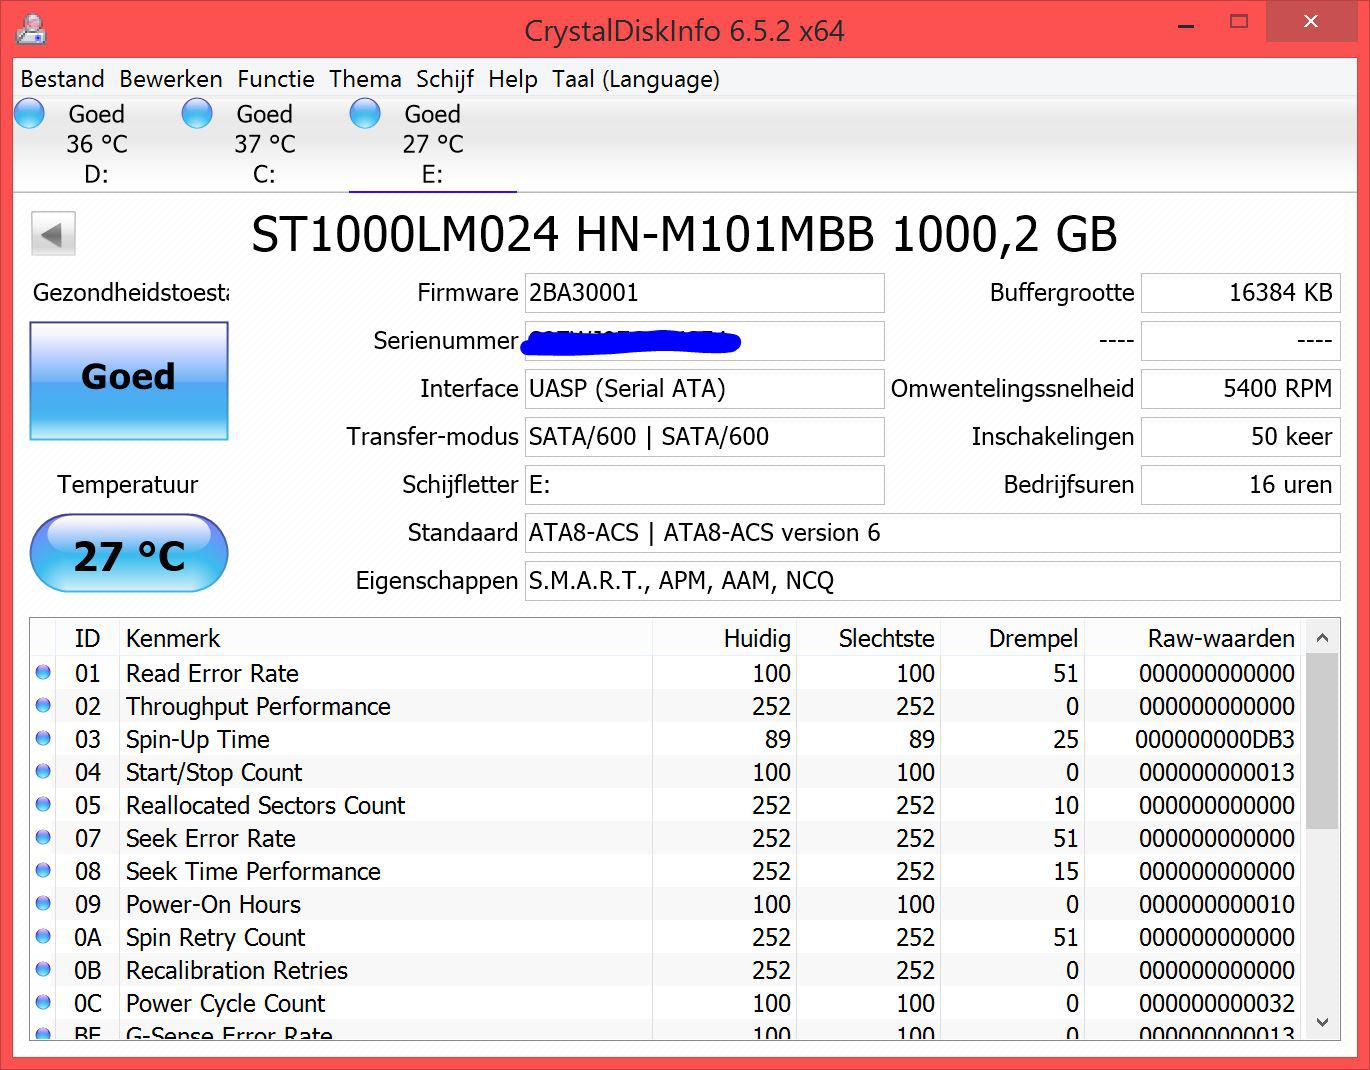 CrystalDiskInfo 6.5.2 x64
Bestand Bewerken Functie Thema Schijf Help Taal (Language)
Goed Goed Goed
36 °C 37 °C 27 °C
D: C: E:
ST1000LM024 HN-M101MBB 1000,2 GB
Gezondheidstoesta
Goed
Temperatuur
27 °C
Firmware 2BA30001 Buffergrootte 16384 KB
Serienummer ---- ----
Interface UASP (Serial ATA) Omwentelingssnelheid 5400 RPM
Transfer-modus SATA/600 | SATA/600 Inschakelingen 50 keer
Schijfletter E: Bedrijfsuren 16 uren
Standaard ATA8-ACS | ATA8-ACS version 6
Eigenschappen S.M.A.R.T., APM, AAM, NCQ
ID Kenmerk Huidig Slechtste Drempel Raw-waarden
01 Read Error Rate 100 100 51 000000000000
02 Throughput Performance 252 252 0 000000000000
03 Spin-Up Time 89 89 25 000000000DB3
04 Start/Stop Count 100 100 0 000000000013
05 Reallocated Sectors Count 252 252 10 000000000000
07 Seek Error Rate 252 252 51 000000000000
08 Seek Time Performance 252 252 15 000000000000
09 Power-On Hours 100 100 0 000000000010
0A Spin Retry Count 252 252 51 000000000000
0B Recalibration Retries 252 252 0 000000000000
0C Power Cycle Count 100 100 0 000000000032
BF G-Sense Error Rate 100 100 0 000000000013